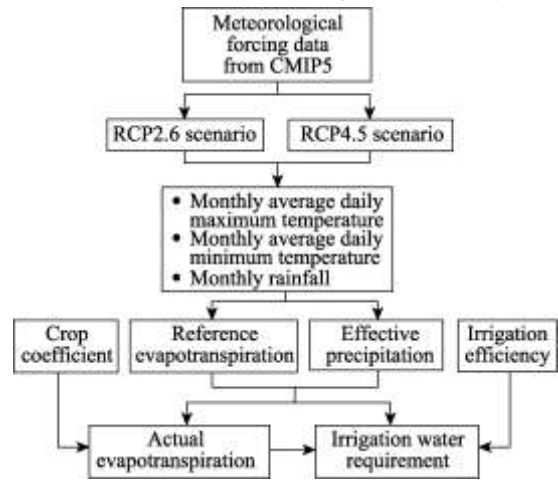 Meteorological
forcing data
from CMIP5
RCP2.6 scenario
RCP4.5 scenario
• Monthly average daily
maximum temperature
• Monthly average daily
minimum temperature
• Monthly rainfall
Crop
coefficient
Reference
evapotranspiration
Effective
precipitation
Irrigation
efficiency
Actual
evapotranspiration
Irrigation water
requirement